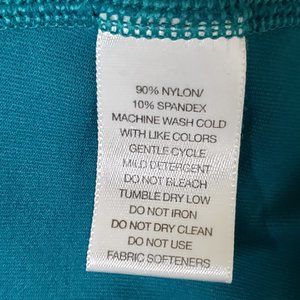 90% NYLON/
10% SPANDEX
MACHINE WASH COLD
WITH LIKE COLORS
GENTLE CYCLE
MILD DETERGENT
DO NOT BLEACH
TUMBLE DRY LOW
DO NOT IRON
DO NOT DRY CLEAN
DO NOT USE
FABRIC SOFTENERS